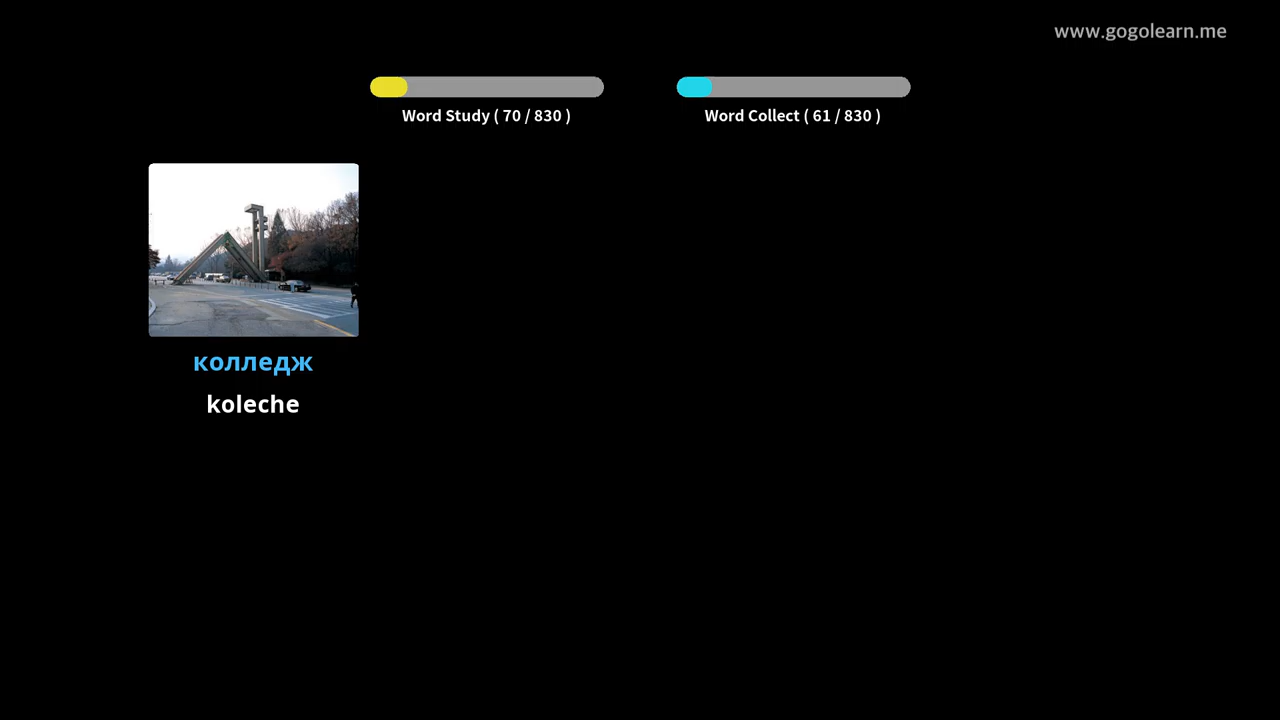 www.gogolearn.me
Word Study ( 70 / 830 )
Word Collect ( 61 / 830 )
колледж
koleche